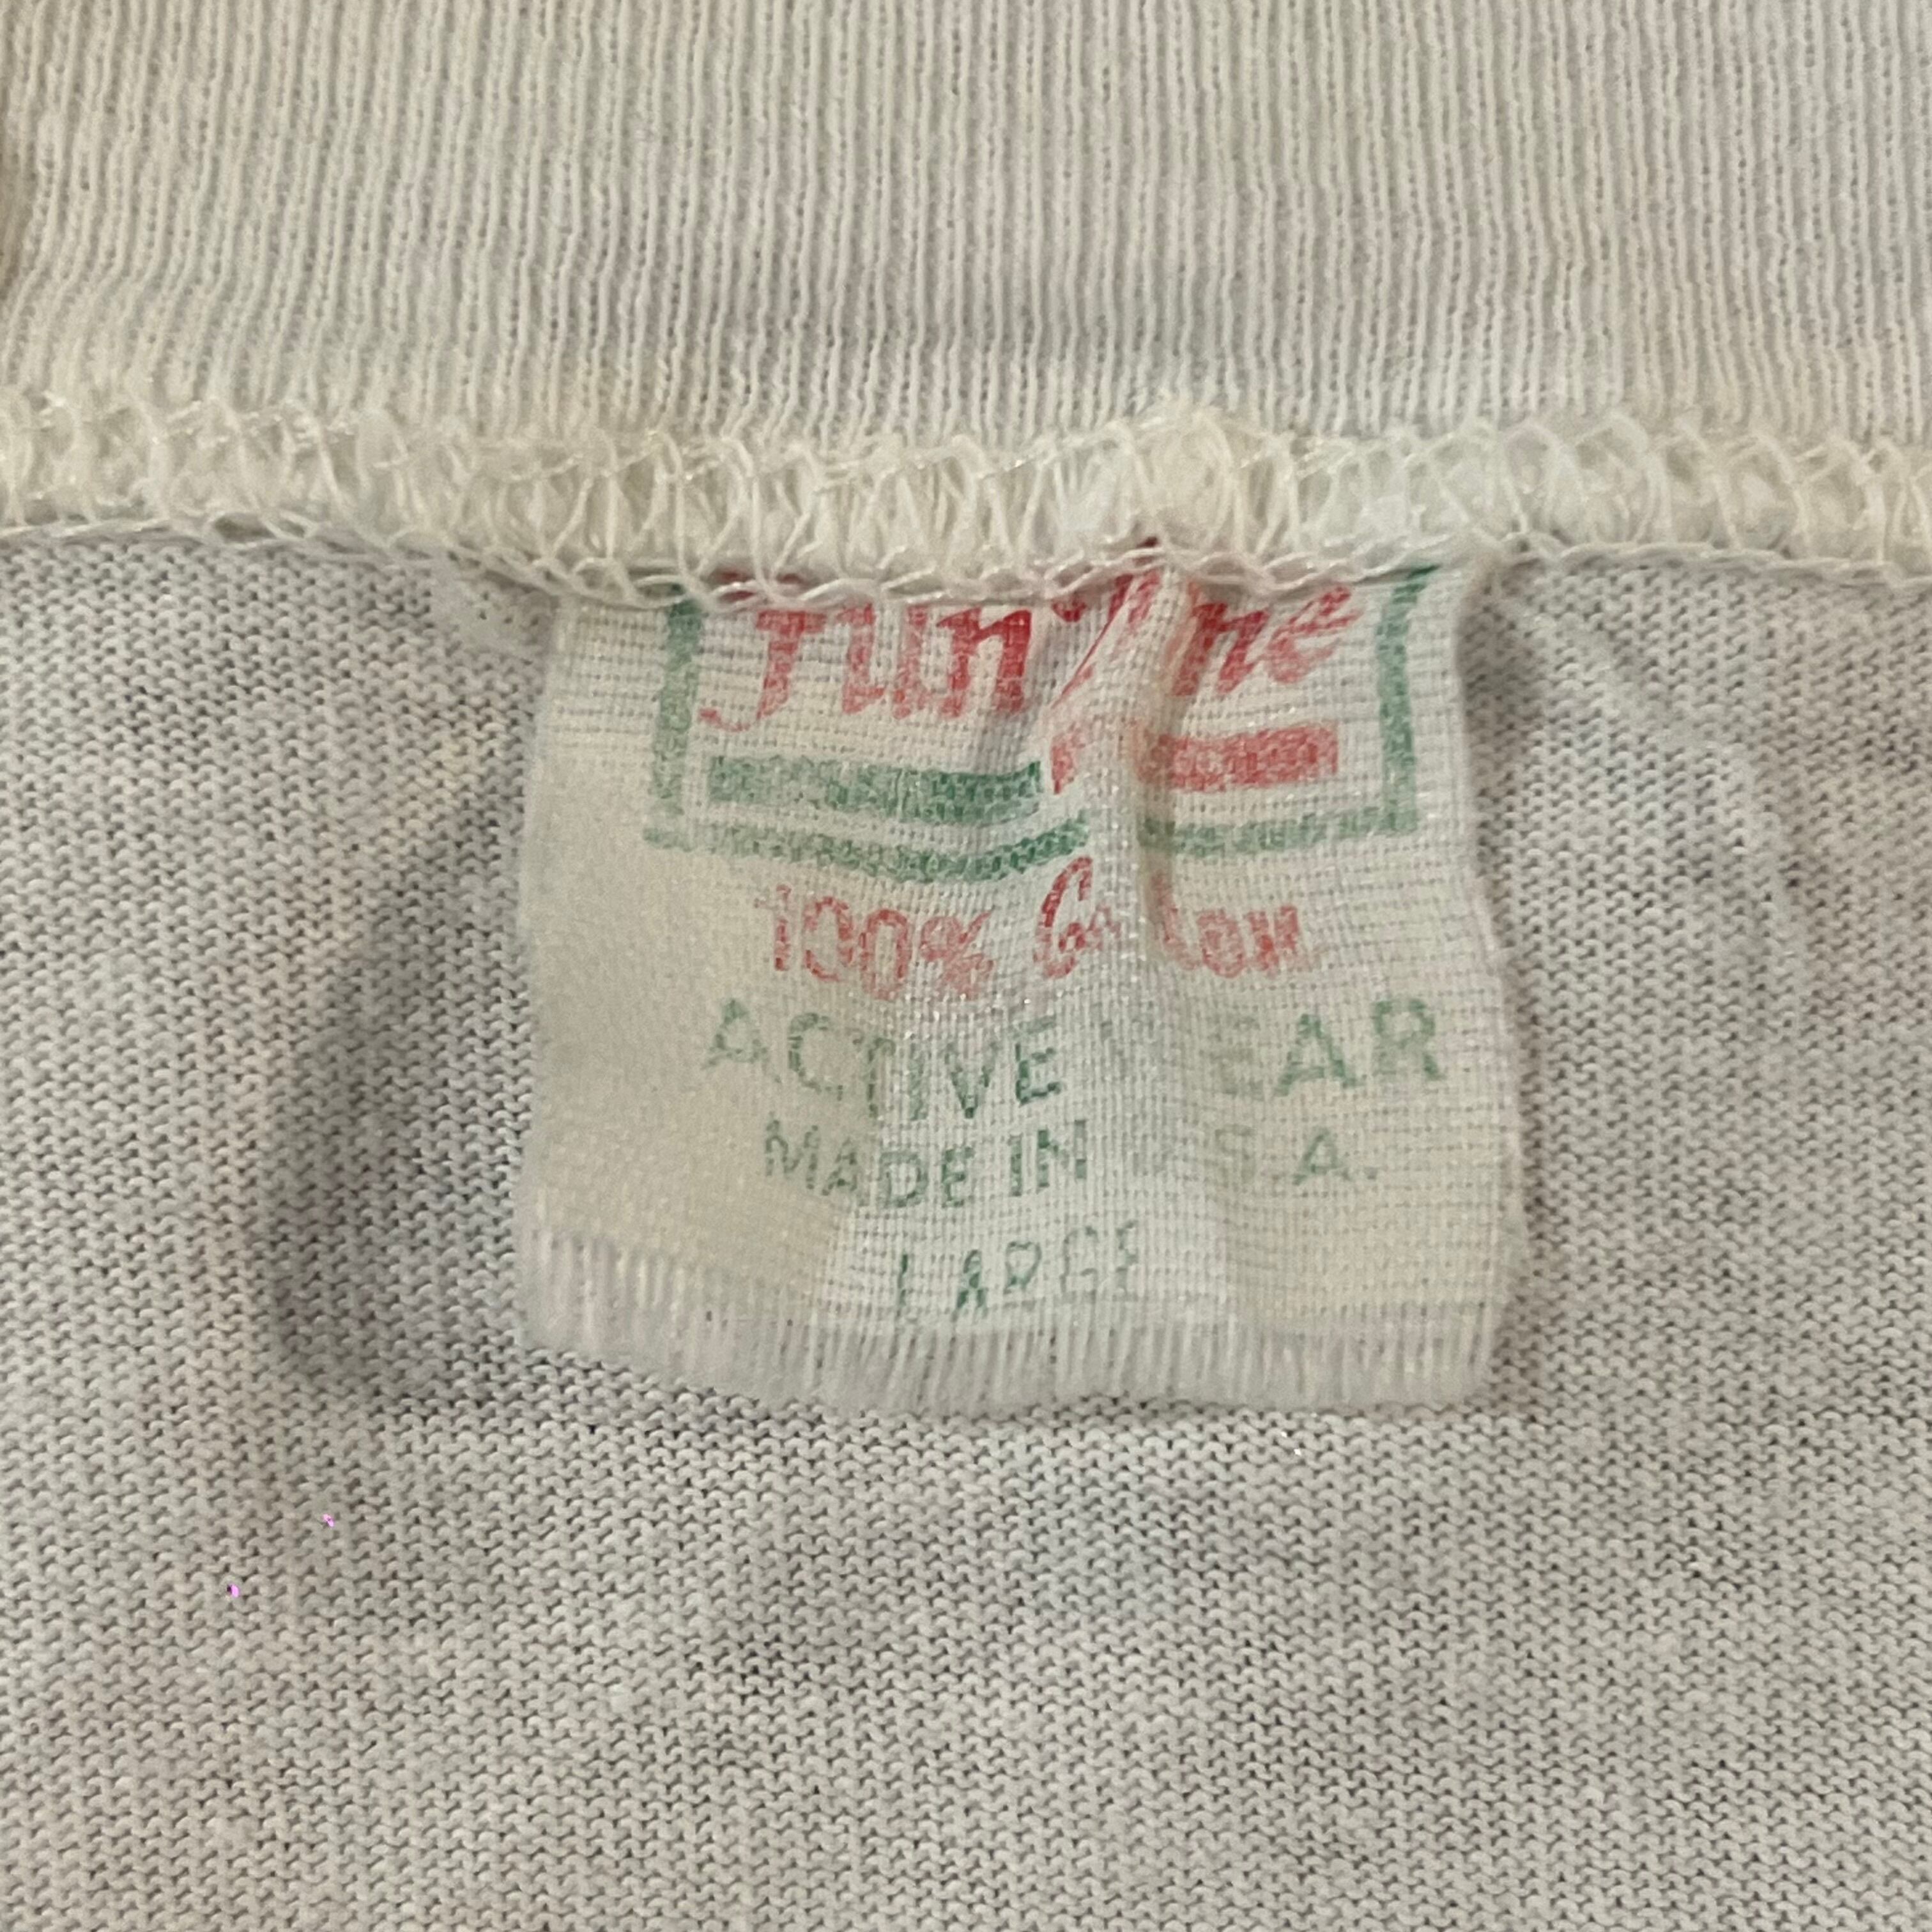 100% Cotton
ACTIVE WEAR
MADE IN U.S.A.
LARGE